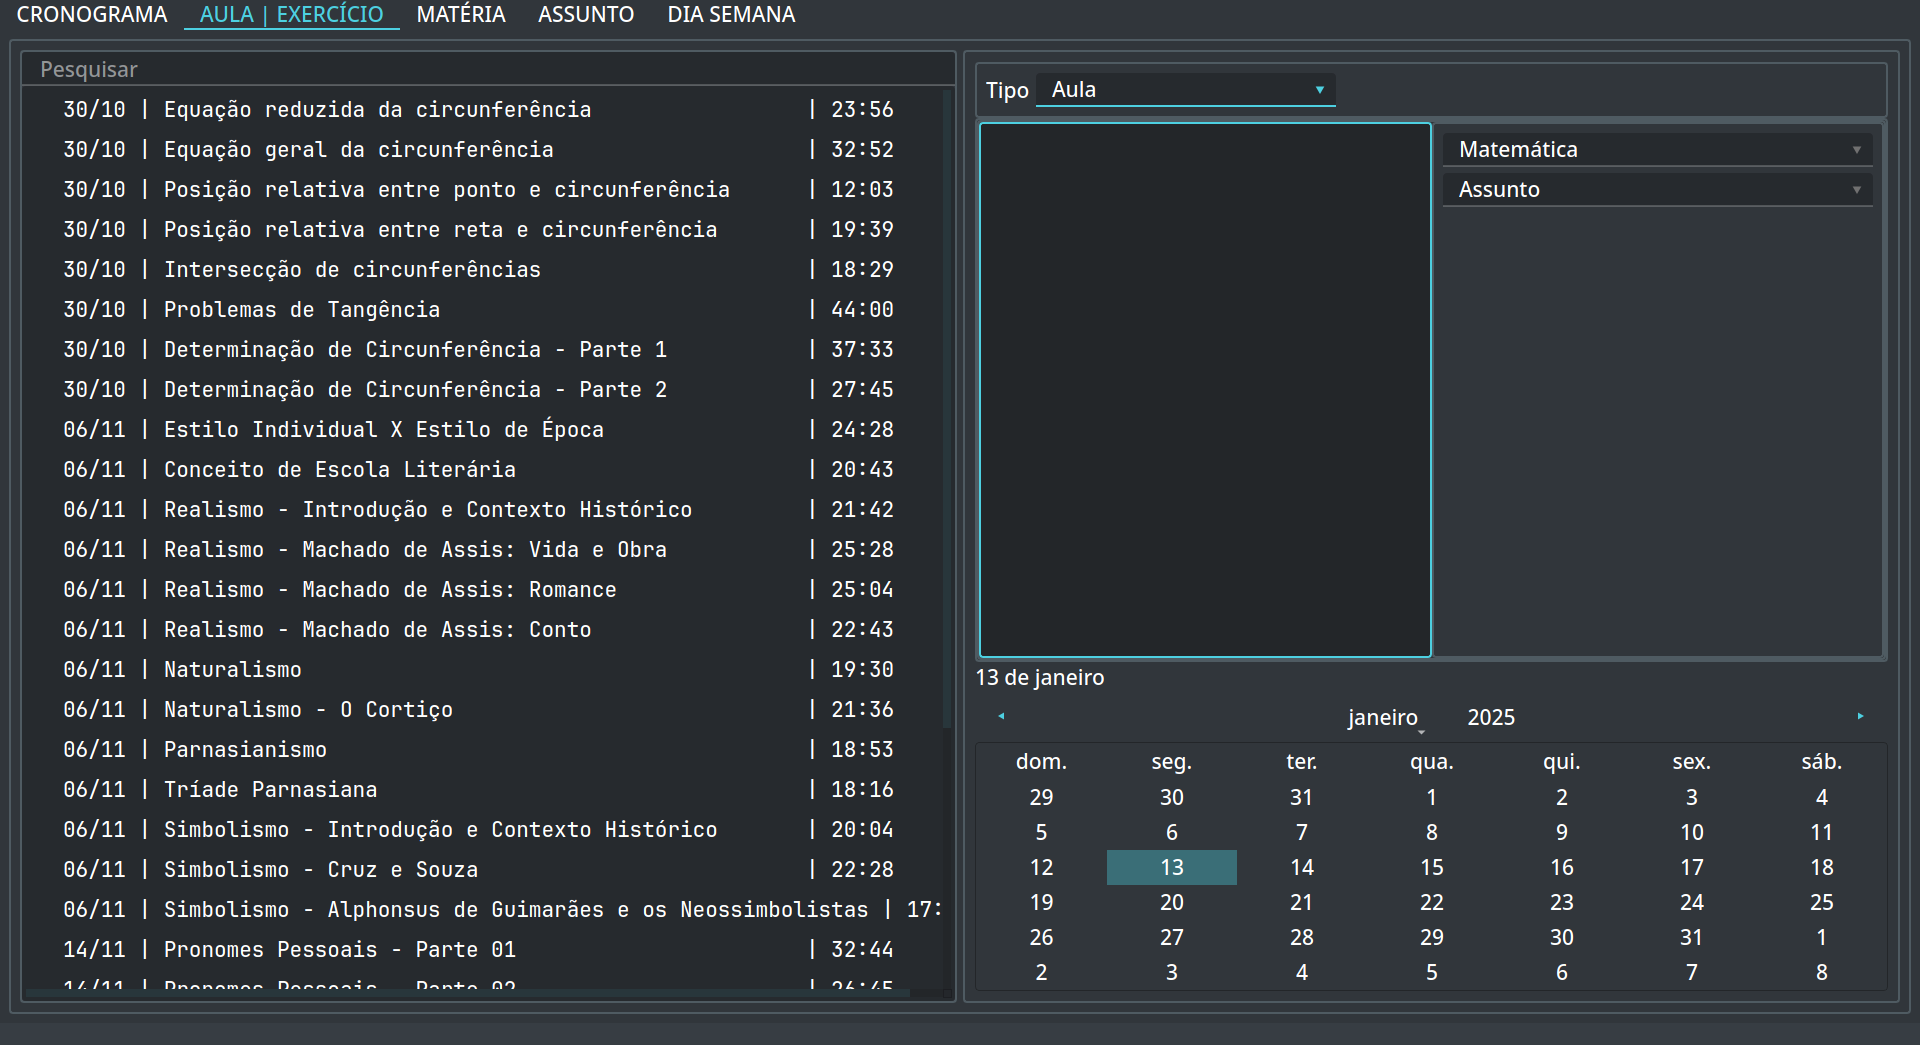 CRONOGRAMA AULA | EXERCÍCIO MATÉRIA ASSUNTO DIA SEMANA
Pesquisar
30/10 | Equação reduzida da circunferência | 23:56
30/10 | Equação geral da circunferência | 32:52
30/10 | Posição relativa entre ponto e circunferência | 12:03
30/10 | Posição relativa entre reta e circunferência | 19:39
30/10 | Intersecção de circunferências | 18:29
30/10 | Problemas de Tangência | 44:00
30/10 | Determinação de Circunferência - Parte 1 | 37:33
30/10 | Determinação de Circunferência - Parte 2 | 27:45
06/11 | Estilo Individual X Estilo de Época | 24:28
06/11 | Conceito de Escola Literária | 20:43
06/11 | Realismo - Introdução e Contexto Histórico | 21:42
06/11 | Realismo - Machado de Assis: Vida e Obra | 25:28
06/11 | Realismo - Machado de Assis: Romance | 25:04
06/11 | Realismo - Machado de Assis: Conto | 22:43
06/11 | Naturalismo | 19:30
06/11 | Naturalismo - O Cortiço | 21:36
06/11 | Parnasianismo | 18:53
06/11 | Tríade Parnasiana | 18:16
06/11 | Simbolismo - Introdução e Contexto Histórico | 20:04
06/11 | Simbolismo - Cruz e Souza | 22:28
06/11 | Simbolismo - Alphonsus de Guimarães e os Neossimbolistas | 17:
14/11 | Pronomes Pessoais - Parte 01 | 32:44
14/11 | Pronomes Pessoais - Parte 02 | 26:45
Tipo Aula
Matemática
Assunto
13 de janeiro
janeiro 2025
dom. seg. ter. qua. qui. sex. sáb.
29 30 31 1 2 3 4
5 6 7 8 9 10 11
12 13 14 15 16 17 18
19 20 21 22 23 24 25
26 27 28 29 30 31 1
2 3 4 5 6 7 8